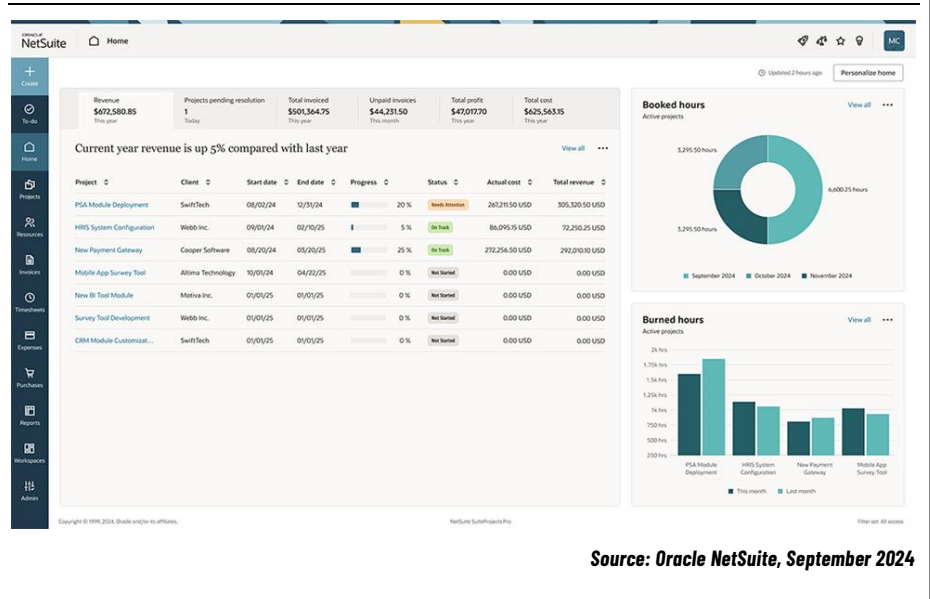 ORACLE
NetSuite
Home
MC
Updated 2 hours ago
Personalize home
Create
To-do
Home
Projects
Resources
Invoices
Timesheets
Expenses
Purchases
Reports
Workspaces
Admin
Revenue Projects pending resolution Total invoiced Unpaid invoices Total profit Total cost
$672,580.85 1 $501,364.75 $44,231.50 $47,017.70 $625,563.15
This year Today This year This month This year This year
Current year revenue is up 5% compared with last year View all
Project Client Start date End date Progress Status Actual cost Total revenue
PSA Module Deployment SwiftTech 08/02/24 12/31/24 20 % Needs Attention 267,211.50 USD 305,320.50 USD
HRIS System Configuration Webb Inc. 09/01/24 02/10/25 5 % On Track 86,095.15 USD 72,250.25 USD
New Payment Gateway Cooper Software 08/20/24 03/20/25 25 % On Track 272,256.50 USD 292,010.10 USD
Mobile App Survey Tool Altima Technology 10/01/24 04/22/25 0 % Not Started 0.00 USD 0.00 USD
New BI Tool Module Motiva Inc. 01/01/25 01/01/25 0 % Not Started 0.00 USD 0.00 USD
Survey Tool Development Webb Inc. 01/01/25 01/01/25 0 % Not Started 0.00 USD 0.00 USD
CRM Module Customizat... SwiftTech 01/01/25 01/01/25 0 % Not Started 0.00 USD 0.00 USD
Booked hours View all
Active projects
3,295.50 hours
6,600.25 hours
3,295.50 hours
September 2024 October 2024 November 2024
Burned hours View all
Active projects
2k hrs
1.75k hrs
1.5k hrs
1.25k hrs
1k hrs
750 hrs
500 hrs
250 hrs
PSA Module HRIS System New Payment Mobile App
Deployment Configuration Gateway Survey Tool
This month Last month
Copyright © 1999, 2024, Oracle and/or its affiliates. NetSuite SuiteProjects Pro Filter set: All access
Source: Oracle NetSuite, September 2024